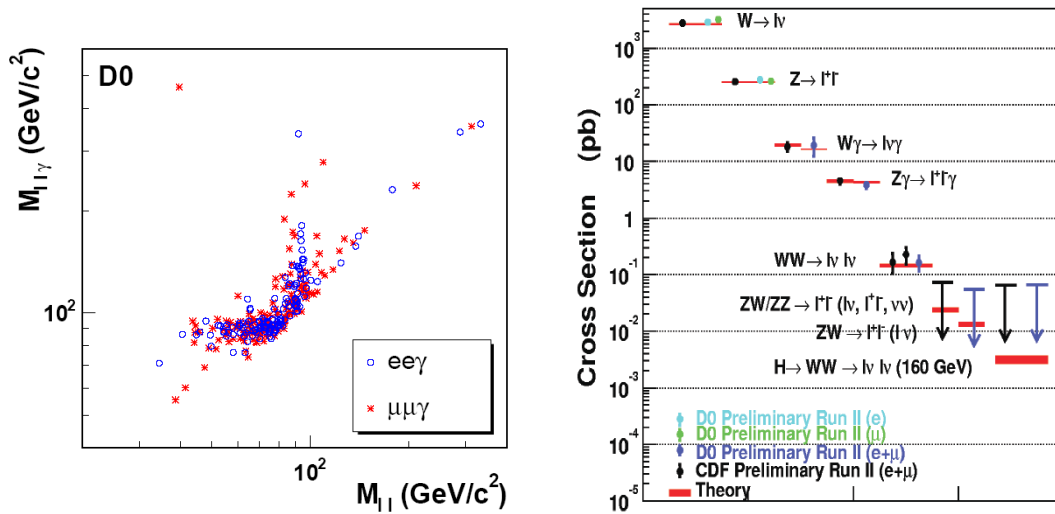 D0
M_{llγ} (GeV/c²)
10²
eeγ
μμγ
10²
M_{ll} (GeV/c²)
Cross Section (pb)
10³
10²
10
1
10⁻¹
10⁻²
10⁻³
10⁻⁴
10⁻⁵
W→ lν
Z→ l⁺l⁻
Wγ→ lνγ
Zγ→ l⁺l⁻γ
WW→ lν lν
ZW/ZZ→ l⁺l⁻ (lν, l⁺l⁻, νν)
ZW→ l⁺l⁻ (lν)
H→ WW→ lν lν (160 GeV)
D0 Preliminary Run II (e)
D0 Preliminary Run II (μ)
D0 Preliminary Run II (e+μ)
CDF Preliminary Run II (e+μ)
Theory